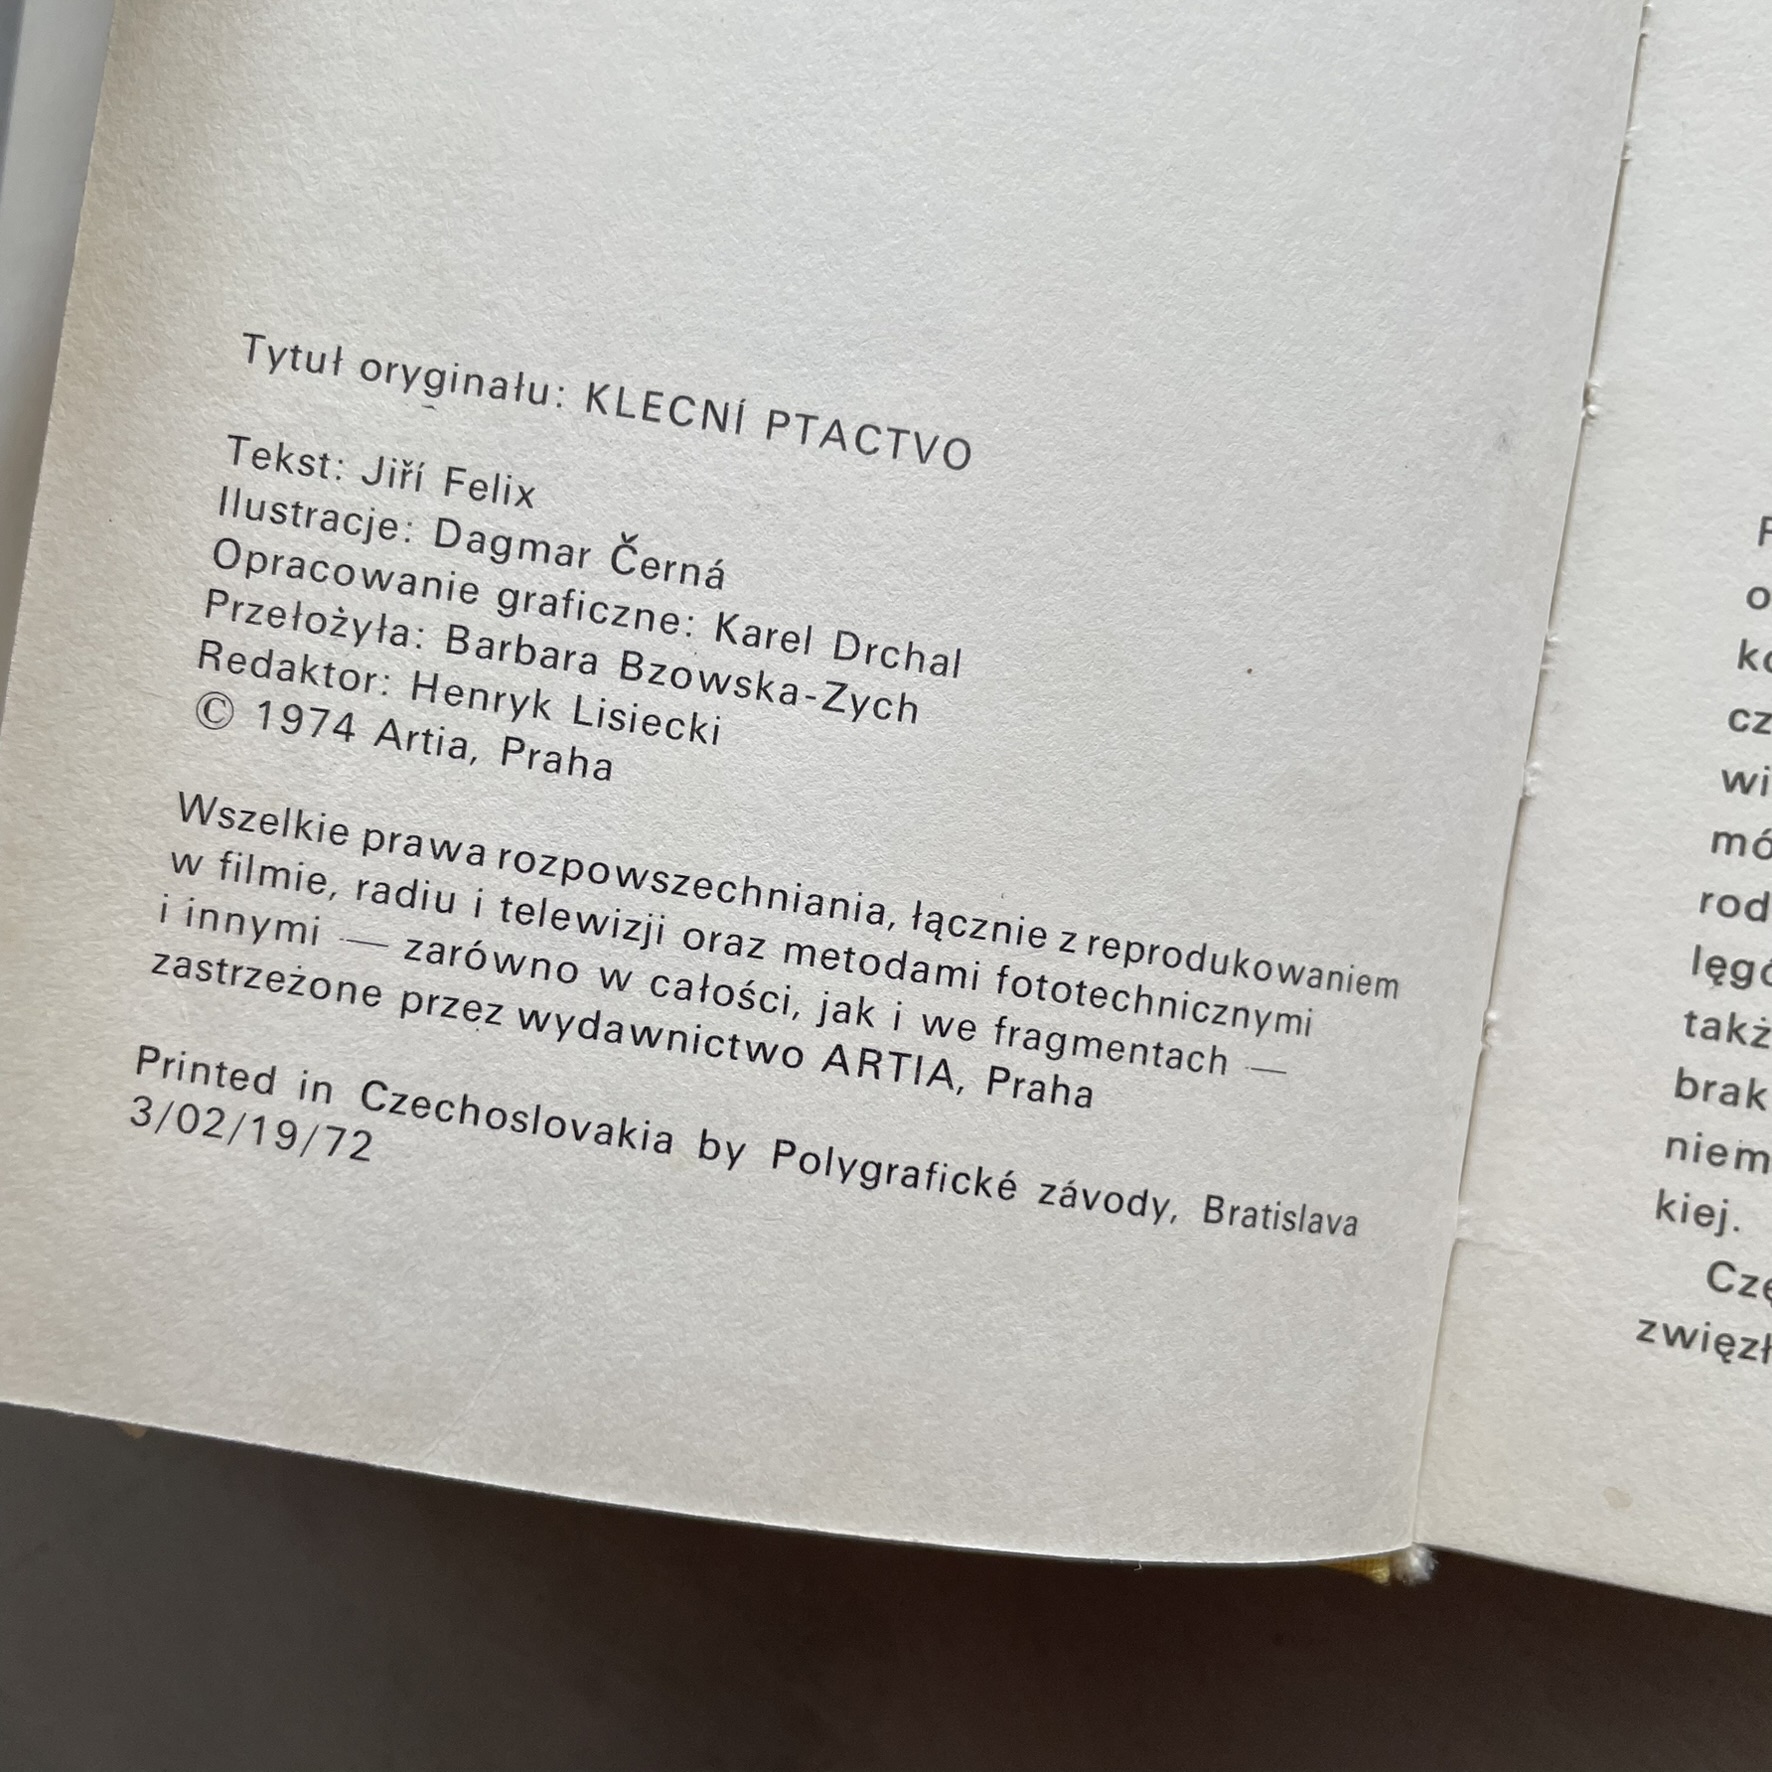 Tytuł oryginału: KLECNÍ PTACTVO
Tekst: Jiří Felix
Ilustracje: Dagmar Černá
Opracowanie graficzne: Karel Drchal
Przełożyła: Barbara Bzowska-Zych
Redaktor: Henryk Lisiecki
© 1974 Artia, Praha
Wszelkie prawa rozpowszechniania, łącznie z reprodukowaniem
w filmie, radiu i telewizji oraz metodami fototechnicznymi
i innymi — zarówno w całości, jak i we fragmentach —
zastrzeżone przez wydawnictwo ARTIA, Praha
Printed in Czechoslovakia by Polygrafické závody, Bratislava
3/02/19/72
cz
wi
mó
rod
takż
brak
niem
kiej.
Czę
zwięzł